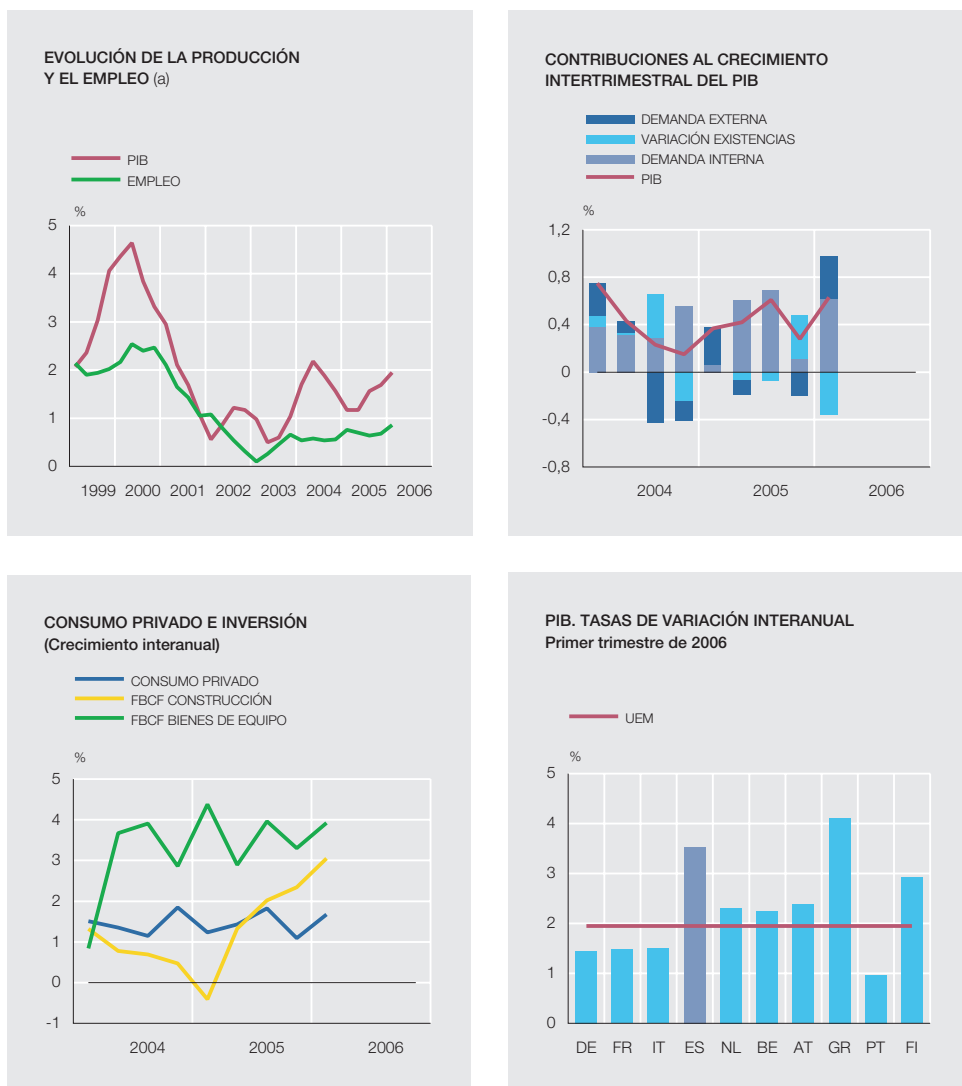 EVOLUCIÓN DE LA PRODUCCIÓN
Y EL EMPLEO (a)
PIB
EMPLEO
%
5
4
3
2
1
0
1999 2000 2001 2002 2003 2004 2005 2006
CONTRIBUCIONES AL CRECIMIENTO
INTERTRIMESTRAL DEL PIB
DEMANDA EXTERNA
VARIACIÓN EXISTENCIAS
DEMANDA INTERNA
PIB
%
1,2
0,8
0,4
0
-0,4
-0,8
2004 2005 2006
CONSUMO PRIVADO E INVERSIÓN
(Crecimiento interanual)
CONSUMO PRIVADO
FBCF CONSTRUCCIÓN
FBCF BIENES DE EQUIPO
%
5
4
3
2
1
0
-1
2004 2005 2006
PIB. TASAS DE VARIACIÓN INTERANUAL
Primer trimestre de 2006
UEM
%
5
4
3
2
1
0
DE FR IT ES NL BE AT GR PT FI